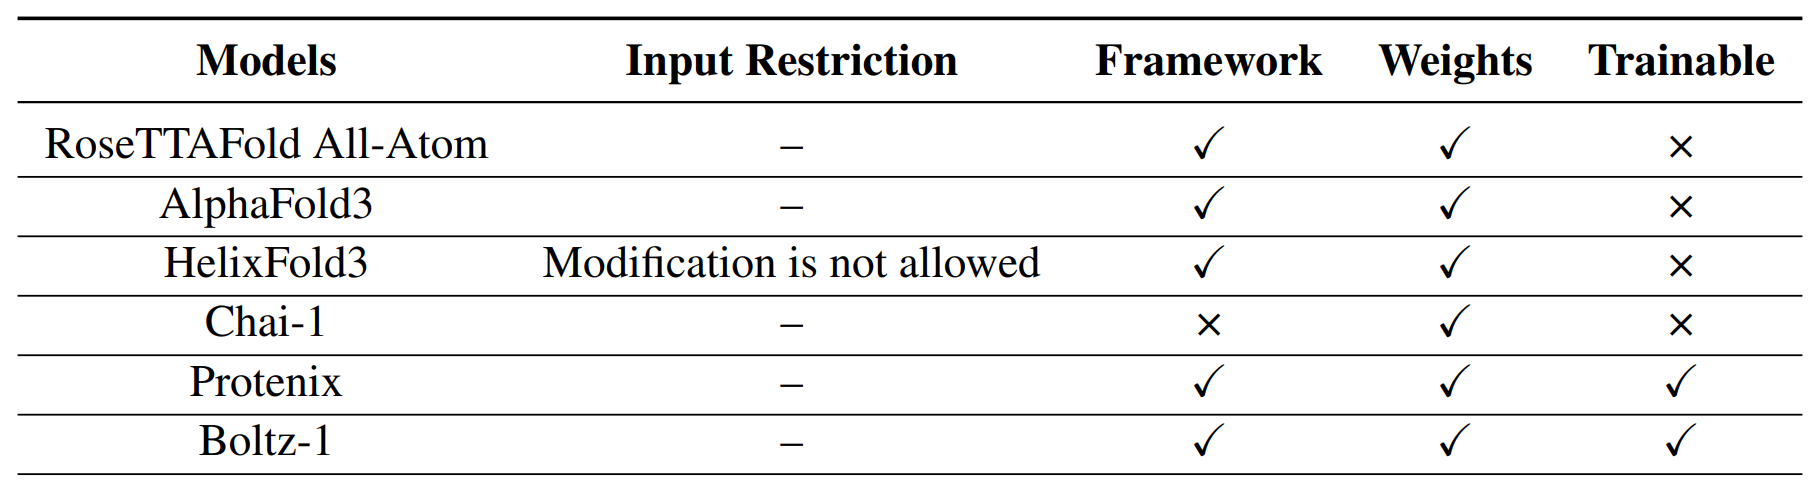 Models Input Restriction Framework Weights Trainable
RoseTTAFold All-Atom – ✓ ✓ ×
AlphaFold3 – ✓ ✓ ×
HelixFold3 Modification is not allowed ✓ ✓ ×
Chai-1 – × ✓ ×
Protenix – ✓ ✓ ✓
Boltz-1 – ✓ ✓ ✓